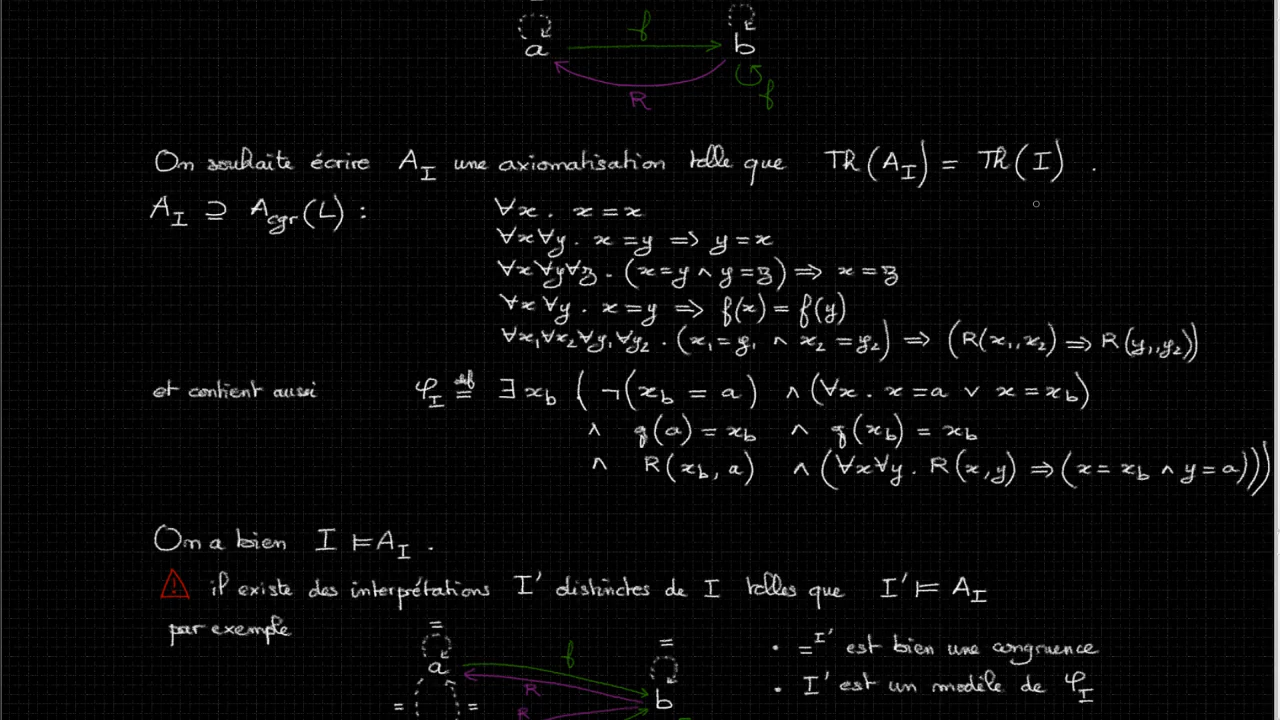 f
a b
R f
On souhaite écrire A_I une axiomatisation telle que Th(A_I) = Th(I) .
A_I ⊇ A_cgr(L) : ∀x. x = x
∀x∀y. x = y ⇒ y = x
∀x∀y∀z. (x=y ∧ y=z) ⇒ x = z
∀x∀y. x = y ⇒ f(x) = f(y)
∀x₁∀x₂∀y₁∀y₂. (x₁=y₁ ∧ x₂=y₂) ⇒ (R(x₁,x₂) ⇒ R(y₁,y₂))
et contient aussi φ_I ≝ ∃x_b ( ¬(x_b = a) ∧ (∀x. x=a ∨ x=x_b)
∧ g(a) = x_b ∧ g(x_b) = x_b
∧ R(x_b, a) ∧ (∀x∀y. R(x,y) ⇒ (x = x_b ∧ y = a)))
On a bien I ⊨ A_I .
⚠ il existe des interprétations I' distinctes de I telles que I' ⊨ A_I
par exemple
= =
a f b
R
= = R
• =^I' est bien une congruence
• I' est un modèle de φ_I